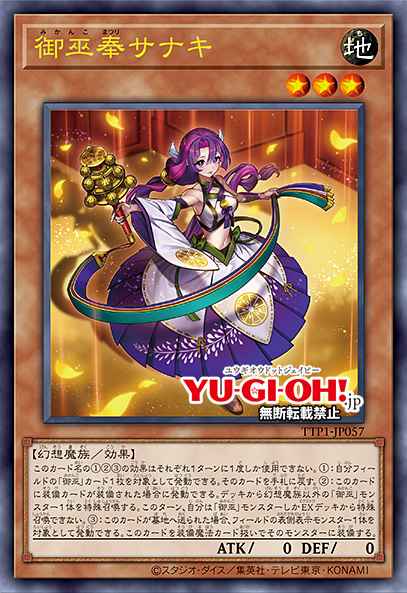 みかんこ まつり
御巫奉サナキ
地
ユウギオウドットジェイピー
YU-GI-OH!.jp
無断転載禁止
TTP1-JP057
【幻想魔族／効果】
このカード名の①②③の効果はそれぞれ１ターンに１度しか使用できない。①：自分フィー
ルドの「御巫」カード１枚を対象として発動できる。そのカードを手札に戻す。②：このカード
に装備カードが装備された場合に発動できる。デッキから幻想魔族以外の「御巫」モンス
ター１体を特殊召喚する。このターン、自分は「御巫」モンスターしかEXデッキから特殊
召喚できない。③：このカードが墓地へ送られた場合、フィールドの表側表示モンスター１体を
対象として発動できる。このカードを装備魔法カード扱いでそのモンスターに装備する。
ATK/ 0 DEF/ 0
©スタジオ・ダイス／集英社・テレビ東京・KONAMI